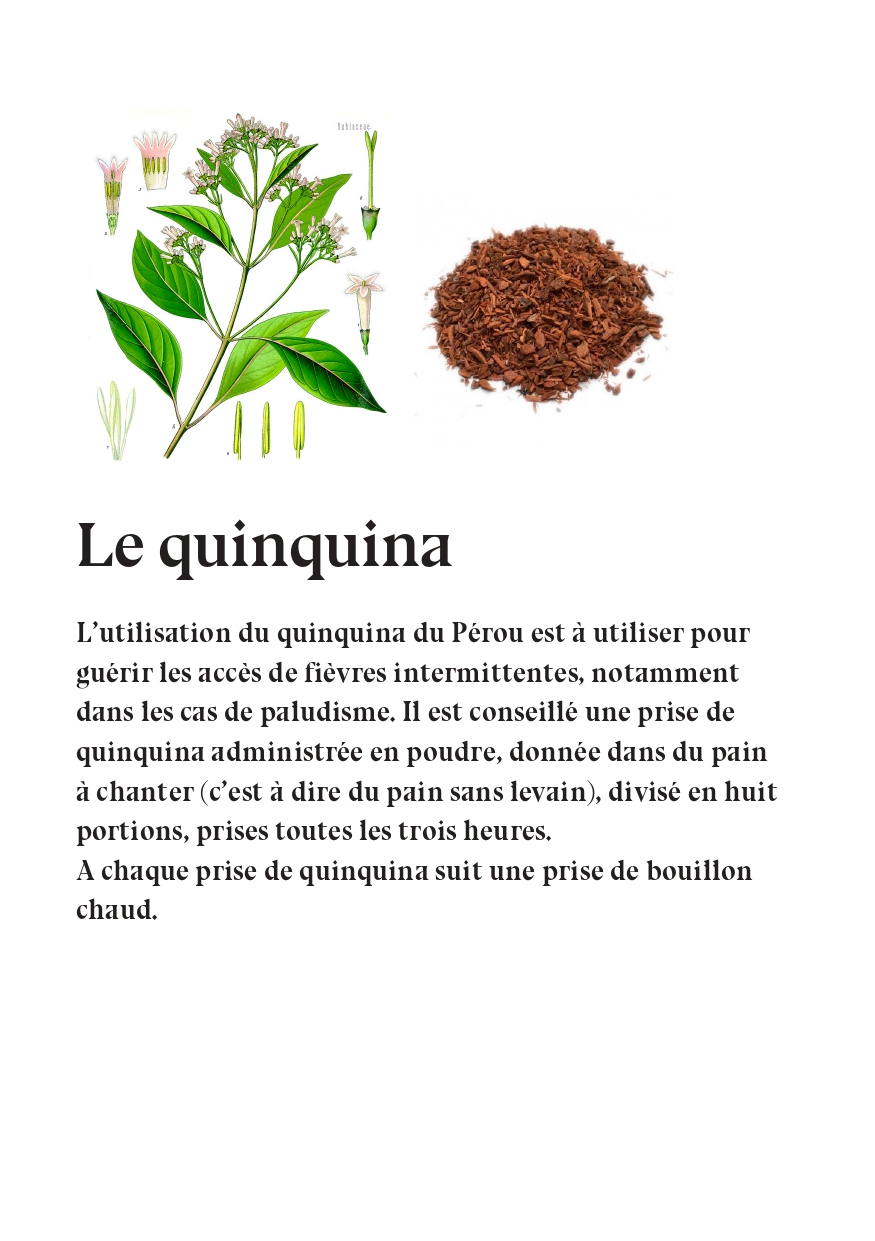 Rubiaceae.
Le quinquina
L’utilisation du quinquina du Pérou est à utiliser pour
guérir les accès de fièvres intermittentes, notamment
dans les cas de paludisme. Il est conseillé une prise de
quinquina administrée en poudre, donnée dans du pain
à chanter (c’est à dire du pain sans levain), divisé en huit
portions, prises toutes les trois heures.
A chaque prise de quinquina suit une prise de bouillon
chaud.